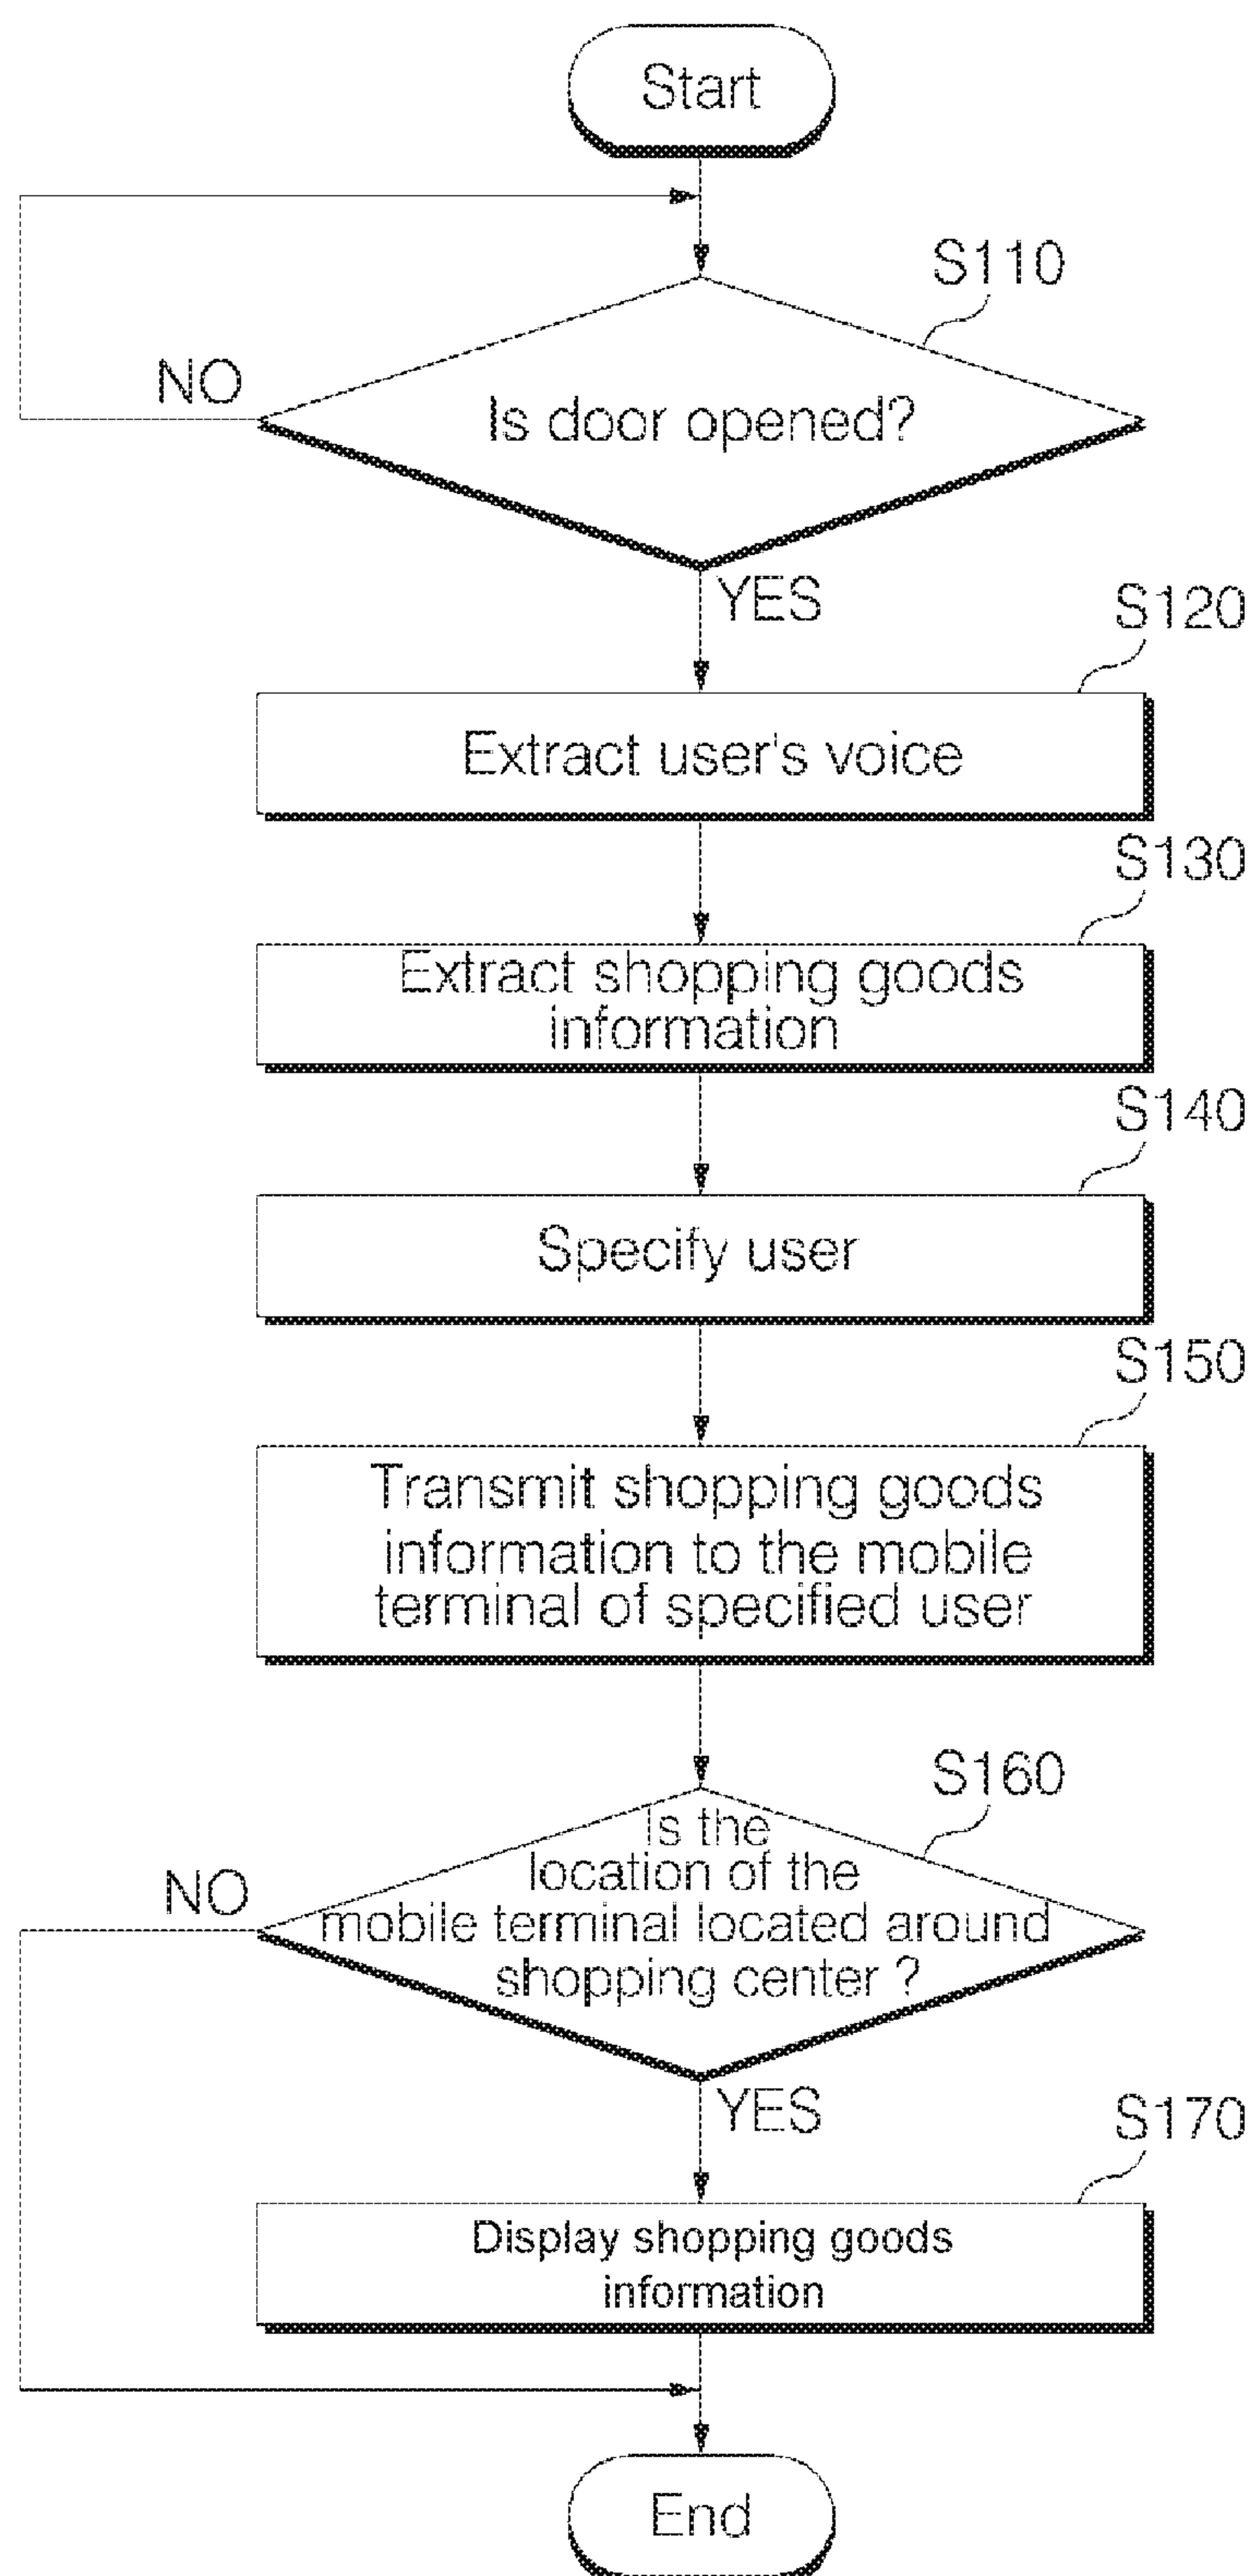 Start
S110
NO
Is door opened?
YES
S120
Extract user's voice
S130
Extract shopping goods
information
S140
Specify user
S150
Transmit shopping goods
information to the mobile
terminal of specified user
S160
Is the
location of the
NO
mobile terminal located around
shopping center ?
YES
S170
Display shopping goods
information
End